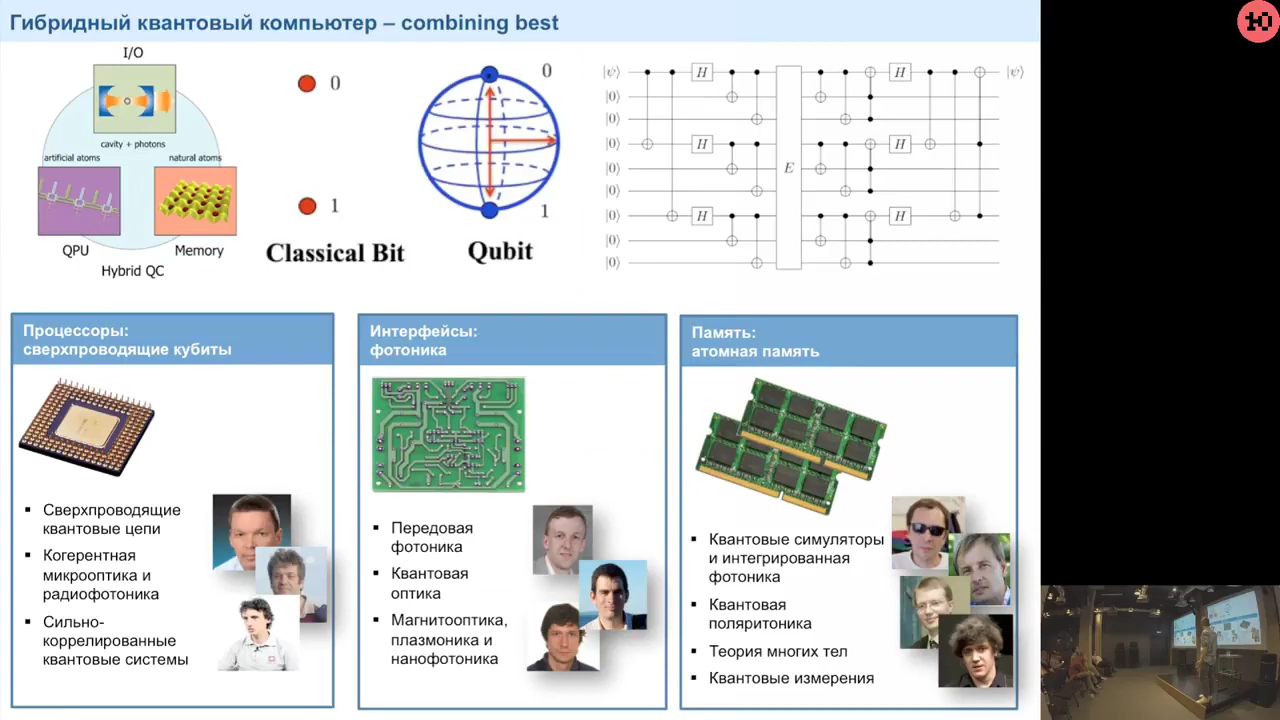 Гибридный квантовый компьютер – combining best
I/O
cavity + photons
artificial atoms
natural atoms
QPU
Memory
Hybrid QC
0
1
Classical Bit
0
1
Qubit
|ψ⟩
H
H
|ψ⟩
|0⟩
|0⟩
|0⟩
H
H
|0⟩
E
|0⟩
|0⟩
H
H
|0⟩
|0⟩
Процессоры:
сверхпроводящие кубиты
▪ Сверхпроводящие
квантовые цепи
▪ Когерентная
микрооптика и
радиофотоника
▪ Сильно-
коррелированные
квантовые системы
Интерфейсы:
фотоника
▪ Передовая
фотоника
▪ Квантовая
оптика
▪ Магнитооптика,
плазмоника и
нанофотоника
Память:
атомная память
▪ Квантовые симуляторы
и интегрированная
фотоника
▪ Квантовая
поляритоника
▪ Теория многих тел
▪ Квантовые измерения
Ю